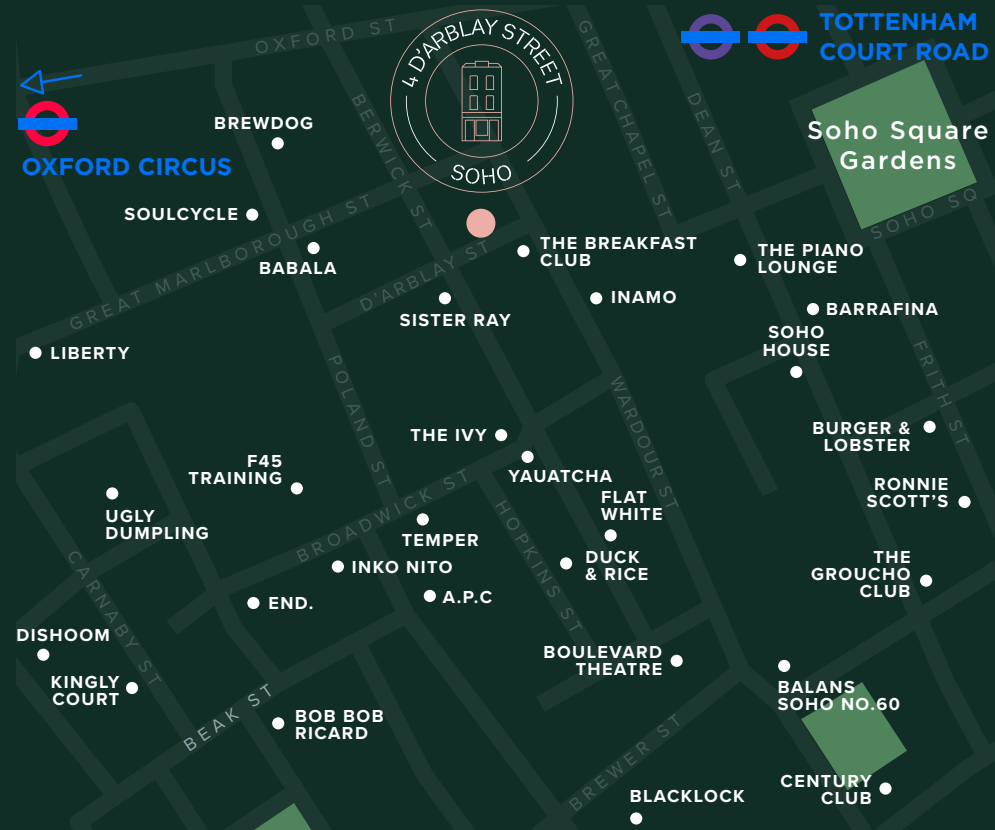 OXFORD ST
4 D'ARBLAY STREET
SOHO
GREAT CHAPEL ST
DEAN ST
TOTTENHAM
COURT ROAD
OXFORD CIRCUS
BREWDOG
BERWICK ST
Soho Square
Gardens
SOHO SQ
SOULCYCLE
GREAT MARLBOROUGH ST
BABALA
D'ARBLAY ST
THE BREAKFAST
CLUB
THE PIANO
LOUNGE
SISTER RAY
INAMO
BARRAFINA
SOHO
HOUSE
LIBERTY
POLAND ST
WARDOUR ST
FRITH ST
THE IVY
YAUATCHA
BURGER &
LOBSTER
F45
TRAINING
BROADWICK ST
FLAT
WHITE
RONNIE
SCOTT'S
UGLY
DUMPLING
TEMPER
HOPKINS ST
INKO NITO
DUCK
& RICE
THE
GROUCHO
CLUB
CARNABY ST
END.
A.P.C
DISHOOM
KINGLY
COURT
BOULEVARD
THEATRE
BEAK ST
BALANS
SOHO NO.60
BOB BOB
RICARD
BREWER ST
BLACKLOCK
CENTURY
CLUB